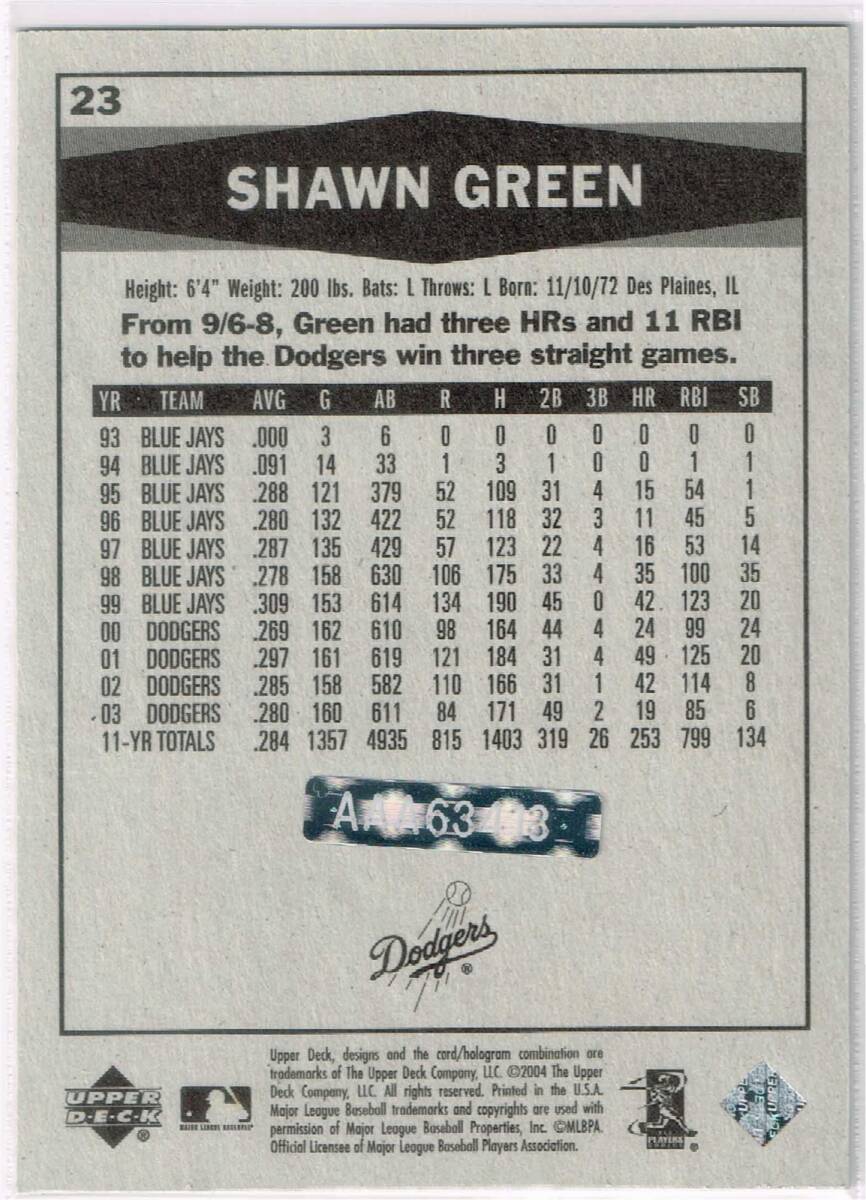 23
SHAWN GREEN
Height: 6'4" Weight: 200 lbs. Bats: L Throws: L Born: 11/10/72 Des Plaines, IL
From 9/6-8, Green had three HRs and 11 RBI
to help the Dodgers win three straight games.
YR TEAM AVG G AB R H 2B 3B HR RBI SB
93 BLUE JAYS .000 3 6 0 0 0 0 0 0 0
94 BLUE JAYS .091 14 33 1 3 1 0 0 1 1
95 BLUE JAYS .288 121 379 52 109 31 4 15 54 1
96 BLUE JAYS .280 132 422 52 118 32 3 11 45 5
97 BLUE JAYS .287 135 429 57 123 22 4 16 53 14
98 BLUE JAYS .278 158 630 106 175 33 4 35 100 35
99 BLUE JAYS .309 153 614 134 190 45 0 42 123 20
00 DODGERS .269 162 610 98 164 44 4 24 99 24
01 DODGERS .297 161 619 121 184 31 4 49 125 20
02 DODGERS .285 158 582 110 166 31 1 42 114 8
03 DODGERS .280 160 611 84 171 49 2 19 85 6
11-YR TOTALS .284 1357 4935 815 1403 319 26 253 799 134
Dodgers®
Upper Deck, designs and the card/hologram combination are
trademarks of The Upper Deck Company, LLC. ©2004 The Upper
Deck Company, LLC. All rights reserved. Printed in the U.S.A.
Major League Baseball trademarks and copyrights are used with
permission of Major League Baseball Properties, Inc. ©MLBPA
Official Licensee of Major League Baseball Players Association.
UPPER
D·E·C·K®
MAJOR LEAGUE BASEBALL®
PLAYERS
CHOICE®